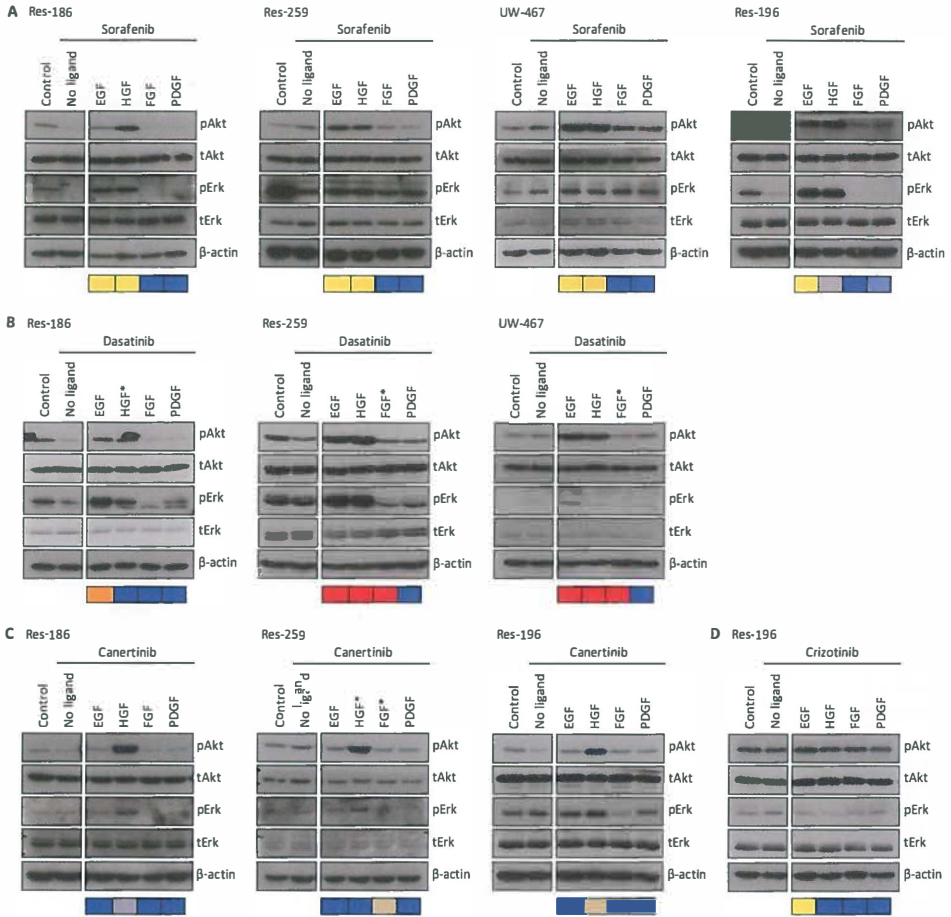 A Res-186 Res-259 UW-467 Res-196
Sorafenib Sorafenib Sorafenib Sorafenib
Control No ligand EGF HGF FGF PDGF Control No ligand EGF HGF FGF PDGF Control No ligand EGF HGF FGF PDGF Control No ligand EGF HGF FGF PDGF
pAkt pAkt pAkt pAkt
tAkt tAkt tAkt tAkt
pErk pErk pErk pErk
tErk tErk tErk tErk
β-actin β-actin β-actin β-actin
B Res-186 Res-259 UW-467
Dasatinib Dasatinib Dasatinib
Control No ligand EGF HGF* FGF PDGF Control No ligand EGF HGF FGF* PDGF Control No ligand EGF HGF FGF* PDGF
pAkt pAkt pAkt
tAkt tAkt tAkt
pErk pErk pErk
tErk tErk tErk
β-actin β-actin β-actin
C Res-186 Res-259 Res-196 D Res-196
Canertinib Canertinib Canertinib Crizotinib
Control No ligand EGF HGF FGF PDGF Control EGF HGF* FGF* PDGF Control No ligand EGF HGF FGF PDGF Control No ligand EGF HGF FGF PDGF
pAkt pAkt pAkt pAkt
tAkt tAkt tAkt tAkt
pErk pErk pErk pErk
tErk tErk tErk tErk
β-actin β-actin β-actin β-actin